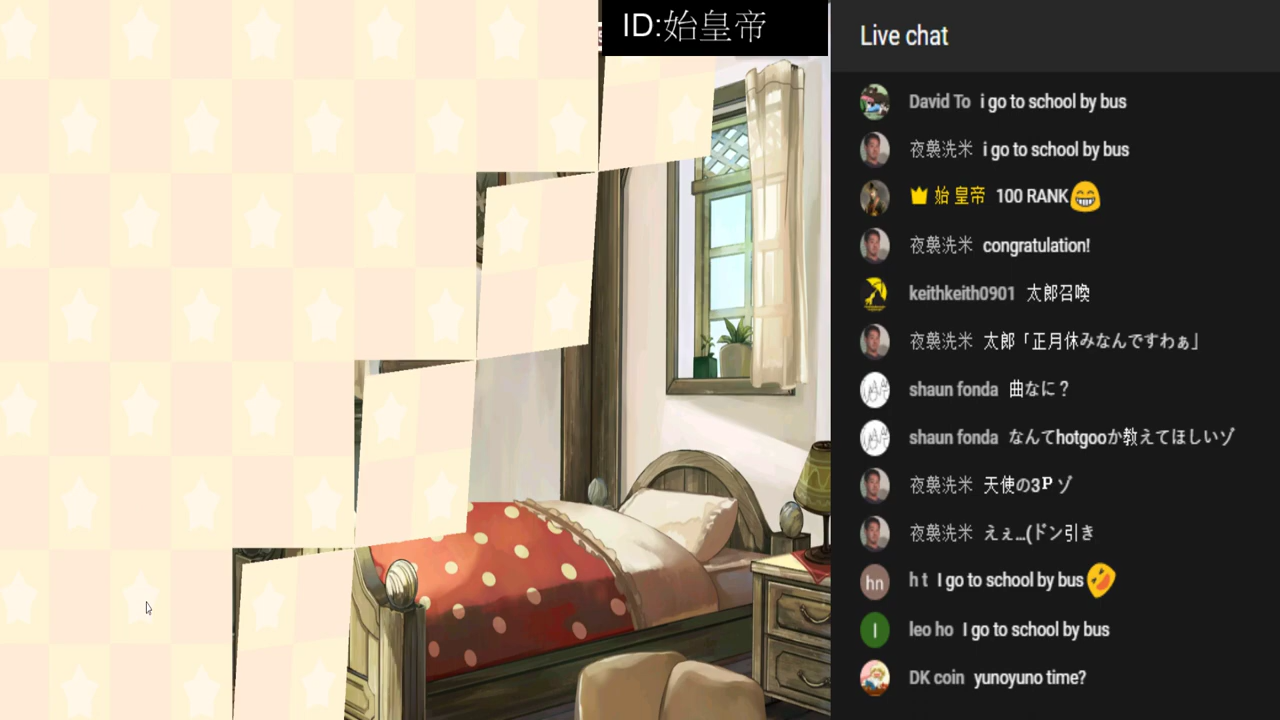 ID:始皇帝
Live chat
David To i go to school by bus
夜襲洗米 i go to school by bus
始 皇帝 100 RANK😁
夜襲洗米 congratulation!
keithkeith0901 太郎召喚
夜襲洗米 太郎「正月休みなんですわぁ」
shaun fonda 曲なに？
shaun fonda なんてhotgooか教えてほしいゾ
夜襲洗米 天使の3P ゾ
夜襲洗米 えぇ...(ドン引き
hn
h t I go to school by bus🤣
l
leo ho I go to school by bus
DK coin yunoyuno time?